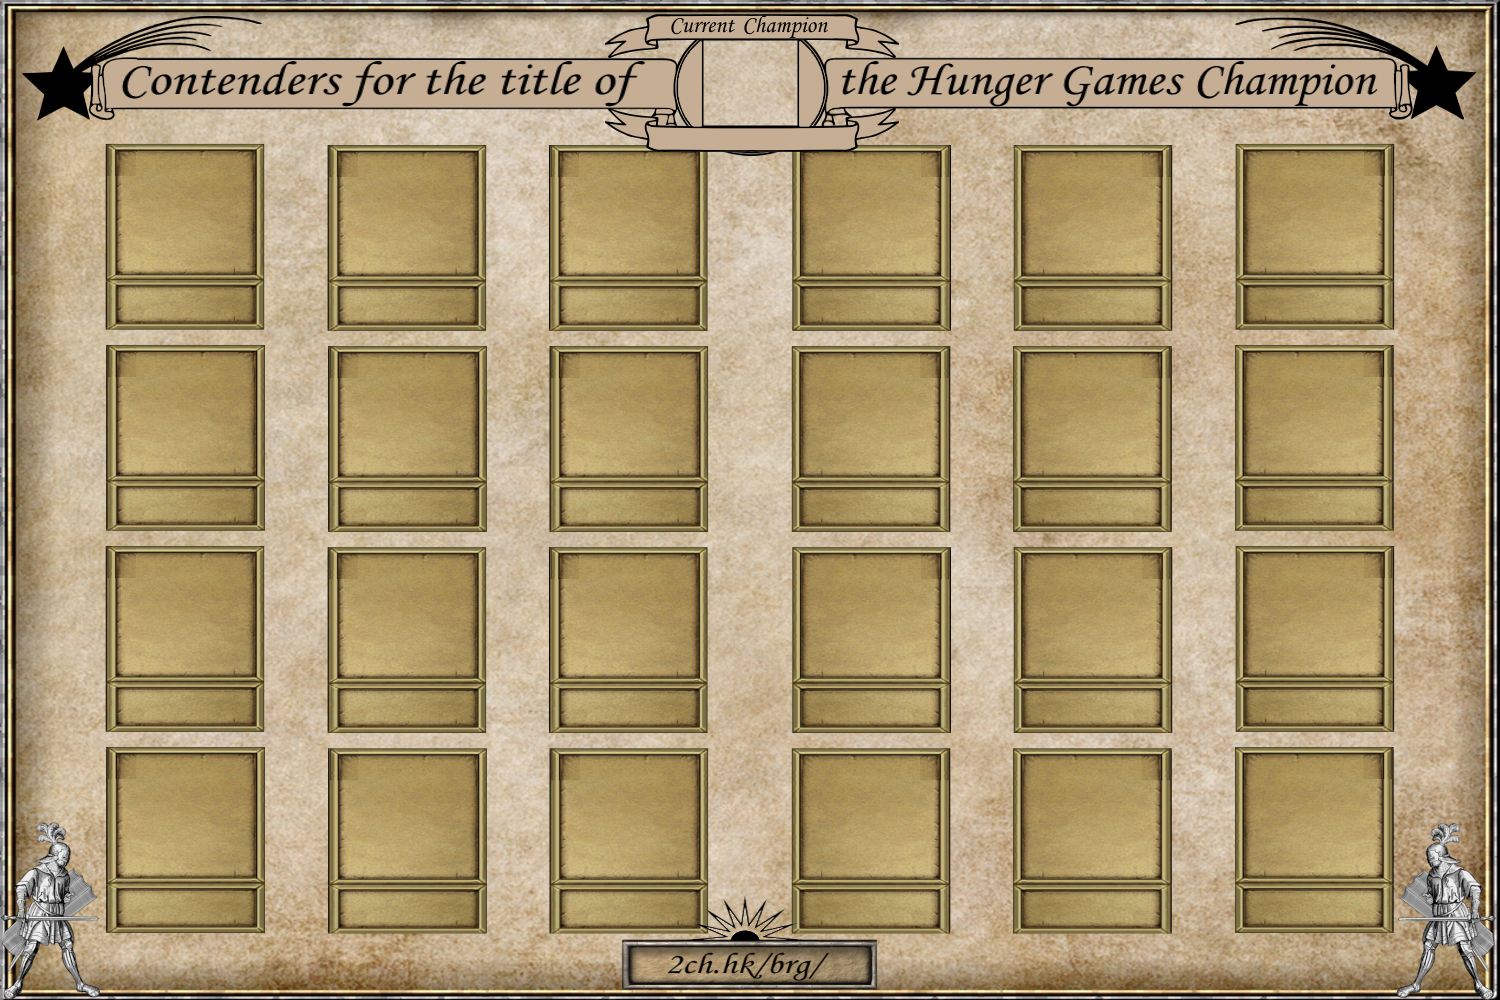 Current Champion
Contenders for the title of the Hunger Games Champion
2ch.hk/brg/